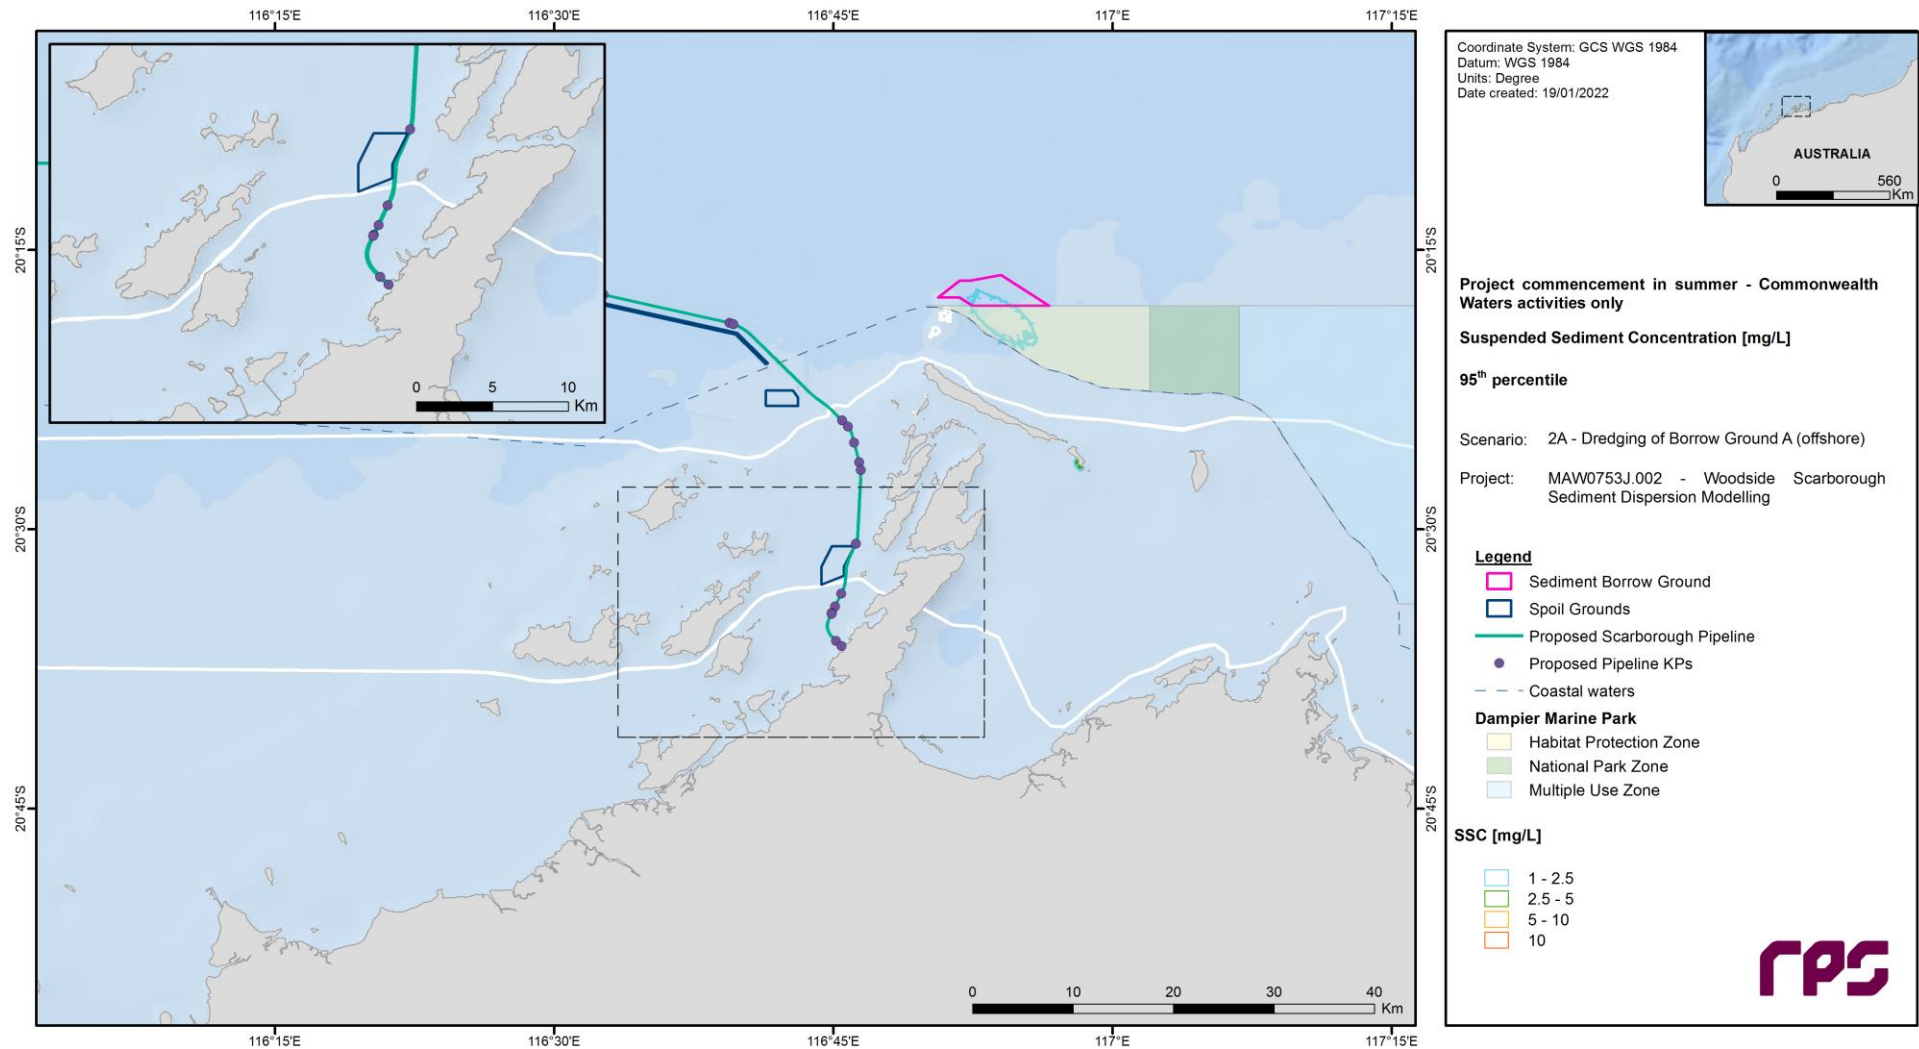 116°15'E 116°30'E 116°45'E 117°E 117°15'E
20°15'S 20°15'S
20°30'S 20°30'S
20°45'S 20°45'S
0 5 10
Km
0 10 20 30 40
Km
116°15'E 116°30'E 116°45'E 117°E 117°15'E
Coordinate System: GCS WGS 1984
Datum: WGS 1984
Units: Degree
Date created: 19/01/2022
AUSTRALIA
0 560
Km
Project commencement in summer - Commonwealth
Waters activities only
Suspended Sediment Concentration [mg/L]
95th percentile
Scenario: 2A - Dredging of Borrow Ground A (offshore)
Project: MAW0753J.002 - Woodside Scarborough
Sediment Dispersion Modelling
Legend
Sediment Borrow Ground
Spoil Grounds
Proposed Scarborough Pipeline
Proposed Pipeline KPs
Coastal waters
Dampier Marine Park
Habitat Protection Zone
National Park Zone
Multiple Use Zone
SSC [mg/L]
1 - 2.5
2.5 - 5
5 - 10
10
rps